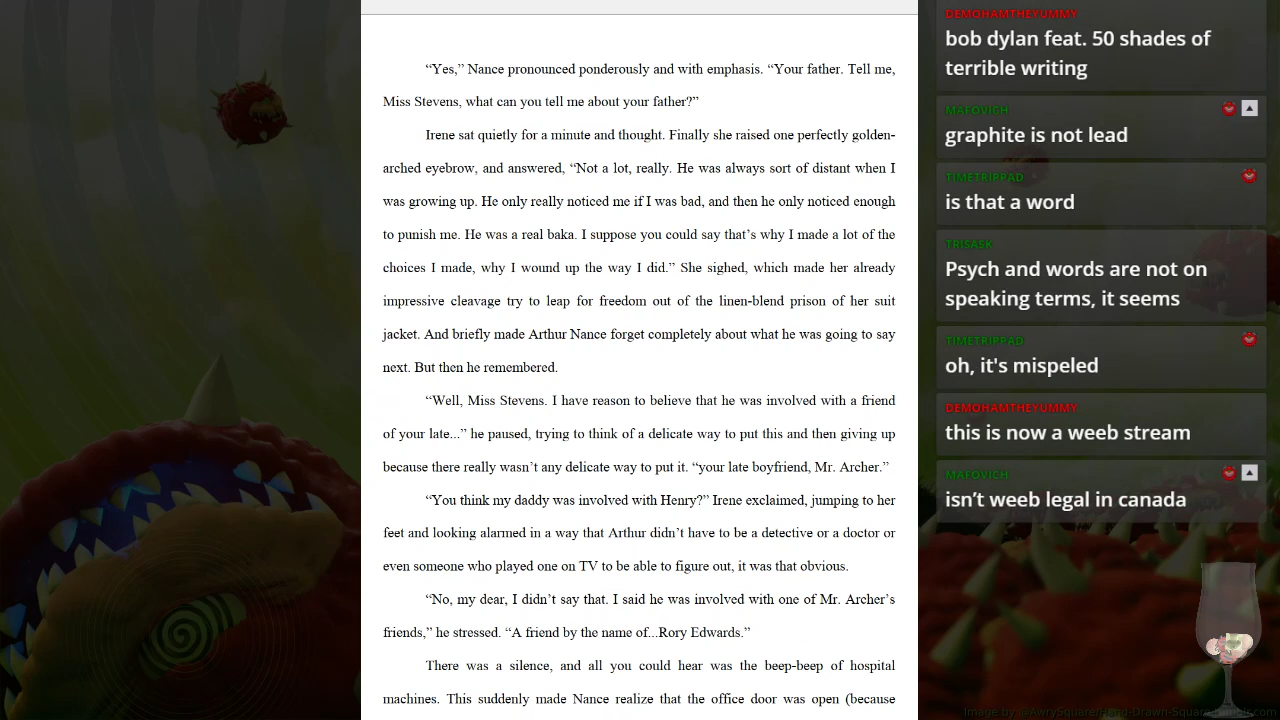 “Yes,” Nance pronounced ponderously and with emphasis. “Your father. Tell me,
Miss Stevens, what can you tell me about your father?”
Irene sat quietly for a minute and thought. Finally she raised one perfectly golden-
arched eyebrow, and answered, “Not a lot, really. He was always sort of distant when I
was growing up. He only really noticed me if I was bad, and then he only noticed enough
to punish me. He was a real baka. I suppose you could say that’s why I made a lot of the
choices I made, why I wound up the way I did.” She sighed, which made her already
impressive cleavage try to leap for freedom out of the linen-blend prison of her suit
jacket. And briefly made Arthur Nance forget completely about what he was going to say
next. But then he remembered.
“Well, Miss Stevens. I have reason to believe that he was involved with a friend
of your late...” he paused, trying to think of a delicate way to put this and then giving up
because there really wasn’t any delicate way to put it. “your late boyfriend, Mr. Archer.”
“You think my daddy was involved with Henry?” Irene exclaimed, jumping to her
feet and looking alarmed in a way that Arthur didn’t have to be a detective or a doctor or
even someone who played one on TV to be able to figure out, it was that obvious.
“No, my dear, I didn’t say that. I said he was involved with one of Mr. Archer’s
friends,” he stressed. “A friend by the name of...Rory Edwards.”
There was a silence, and all you could hear was the beep-beep of hospital
machines. This suddenly made Nance realize that the office door was open (because
DEMOHAMTHEYUMMY
bob dylan feat. 50 shades of
terrible writing
MAFOVICH
graphite is not lead
TIMETRIPPAD
is that a word
TRISASK
Psych and words are not on
speaking terms, it seems
TIMETRIPPAD
oh, it's mispeled
DEMOHAMTHEYUMMY
this is now a weeb stream
MAFOVICH
isn’t weeb legal in canada